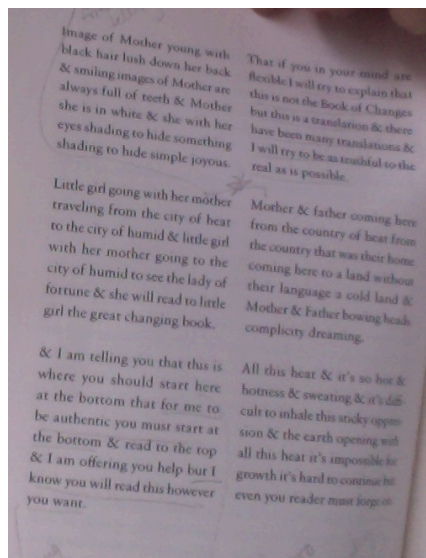 Image of Mother young with
black hair lush down her back
& smiling images of Mother are
always full of teeth & Mother
she is in white & she with her
eyes shading to hide something
shading to hide simple joyous.
Little girl going with her mother
traveling from the city of heat
to the city of humid & little girl
with her mother going to the
city of humid to see the lady of
fortune & she will read to little
girl the great changing book.
& I am telling you that this is
where you should start here
at the bottom that for me to
be authentic you must start at
the bottom & read to the top
& I am offering you help but I
know you will read this however
you want.
That if you in your mind are
flexible I will try to explain that
this is not the Book of Changes
but this is a translation & there
have been many translations &
I will try to be as truthful to the
real as is possible.
Mother & father coming here
from the country of heat from
the country that was their home
coming here to a land without
their language a cold land &
Mother & Father bowing heads
complicity dreaming.
All this heat & it's so hot &
hotness & sweating & it's diffi-
cult to inhale this sticky oppres-
sion & the earth opening with
all this heat it's impossible for
growth it's hard to continue but
even you reader must forge on.